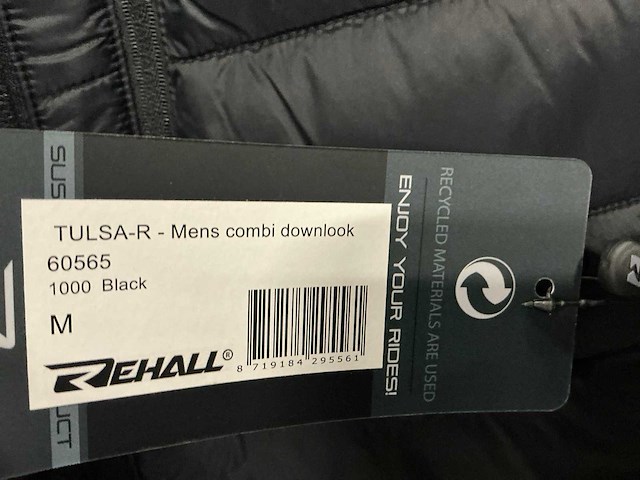 TULSA-R - Mens combi downlook
60565
1000 Black
M
REHALL®
8 719184 295561
ENJOY YOUR RIDES!
RECYCLED MATERIALS ARE USED